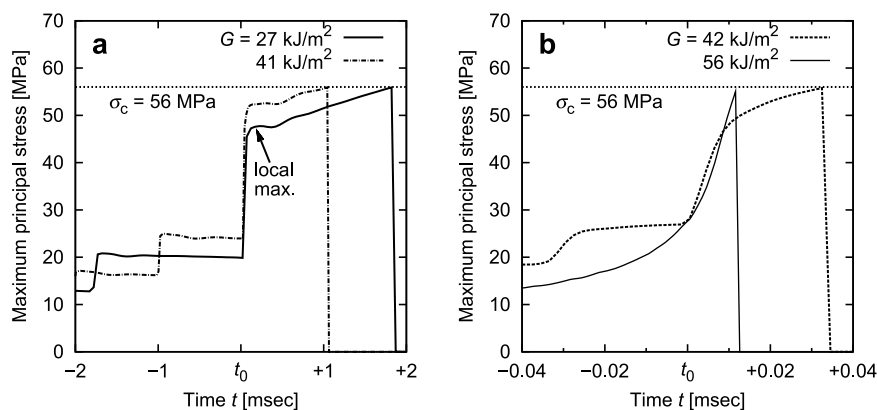 a
G = 27 kJ/m²
41 kJ/m²
σc = 56 MPa
local
max.
Maximum principal stress [MPa]
70
60
50
40
30
20
10
0
−2
−1
t0
+1
+2
Time t [msec]
b
G = 42 kJ/m²
56 kJ/m²
σc = 56 MPa
Maximum principal stress [MPa]
70
60
50
40
30
20
10
0
−0.04
−0.02
t0
+0.02
+0.04
Time t [msec]